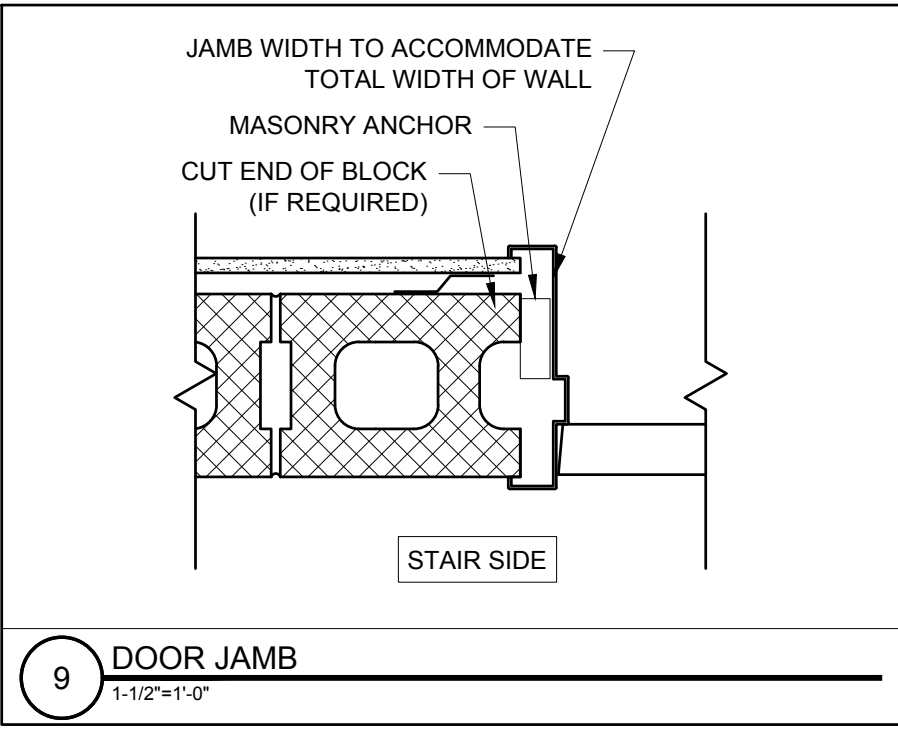 JAMB WIDTH TO ACCOMMODATE
TOTAL WIDTH OF WALL
MASONRY ANCHOR
CUT END OF BLOCK
(IF REQUIRED)
STAIR SIDE
9
DOOR JAMB
1-1/2"=1'-0"